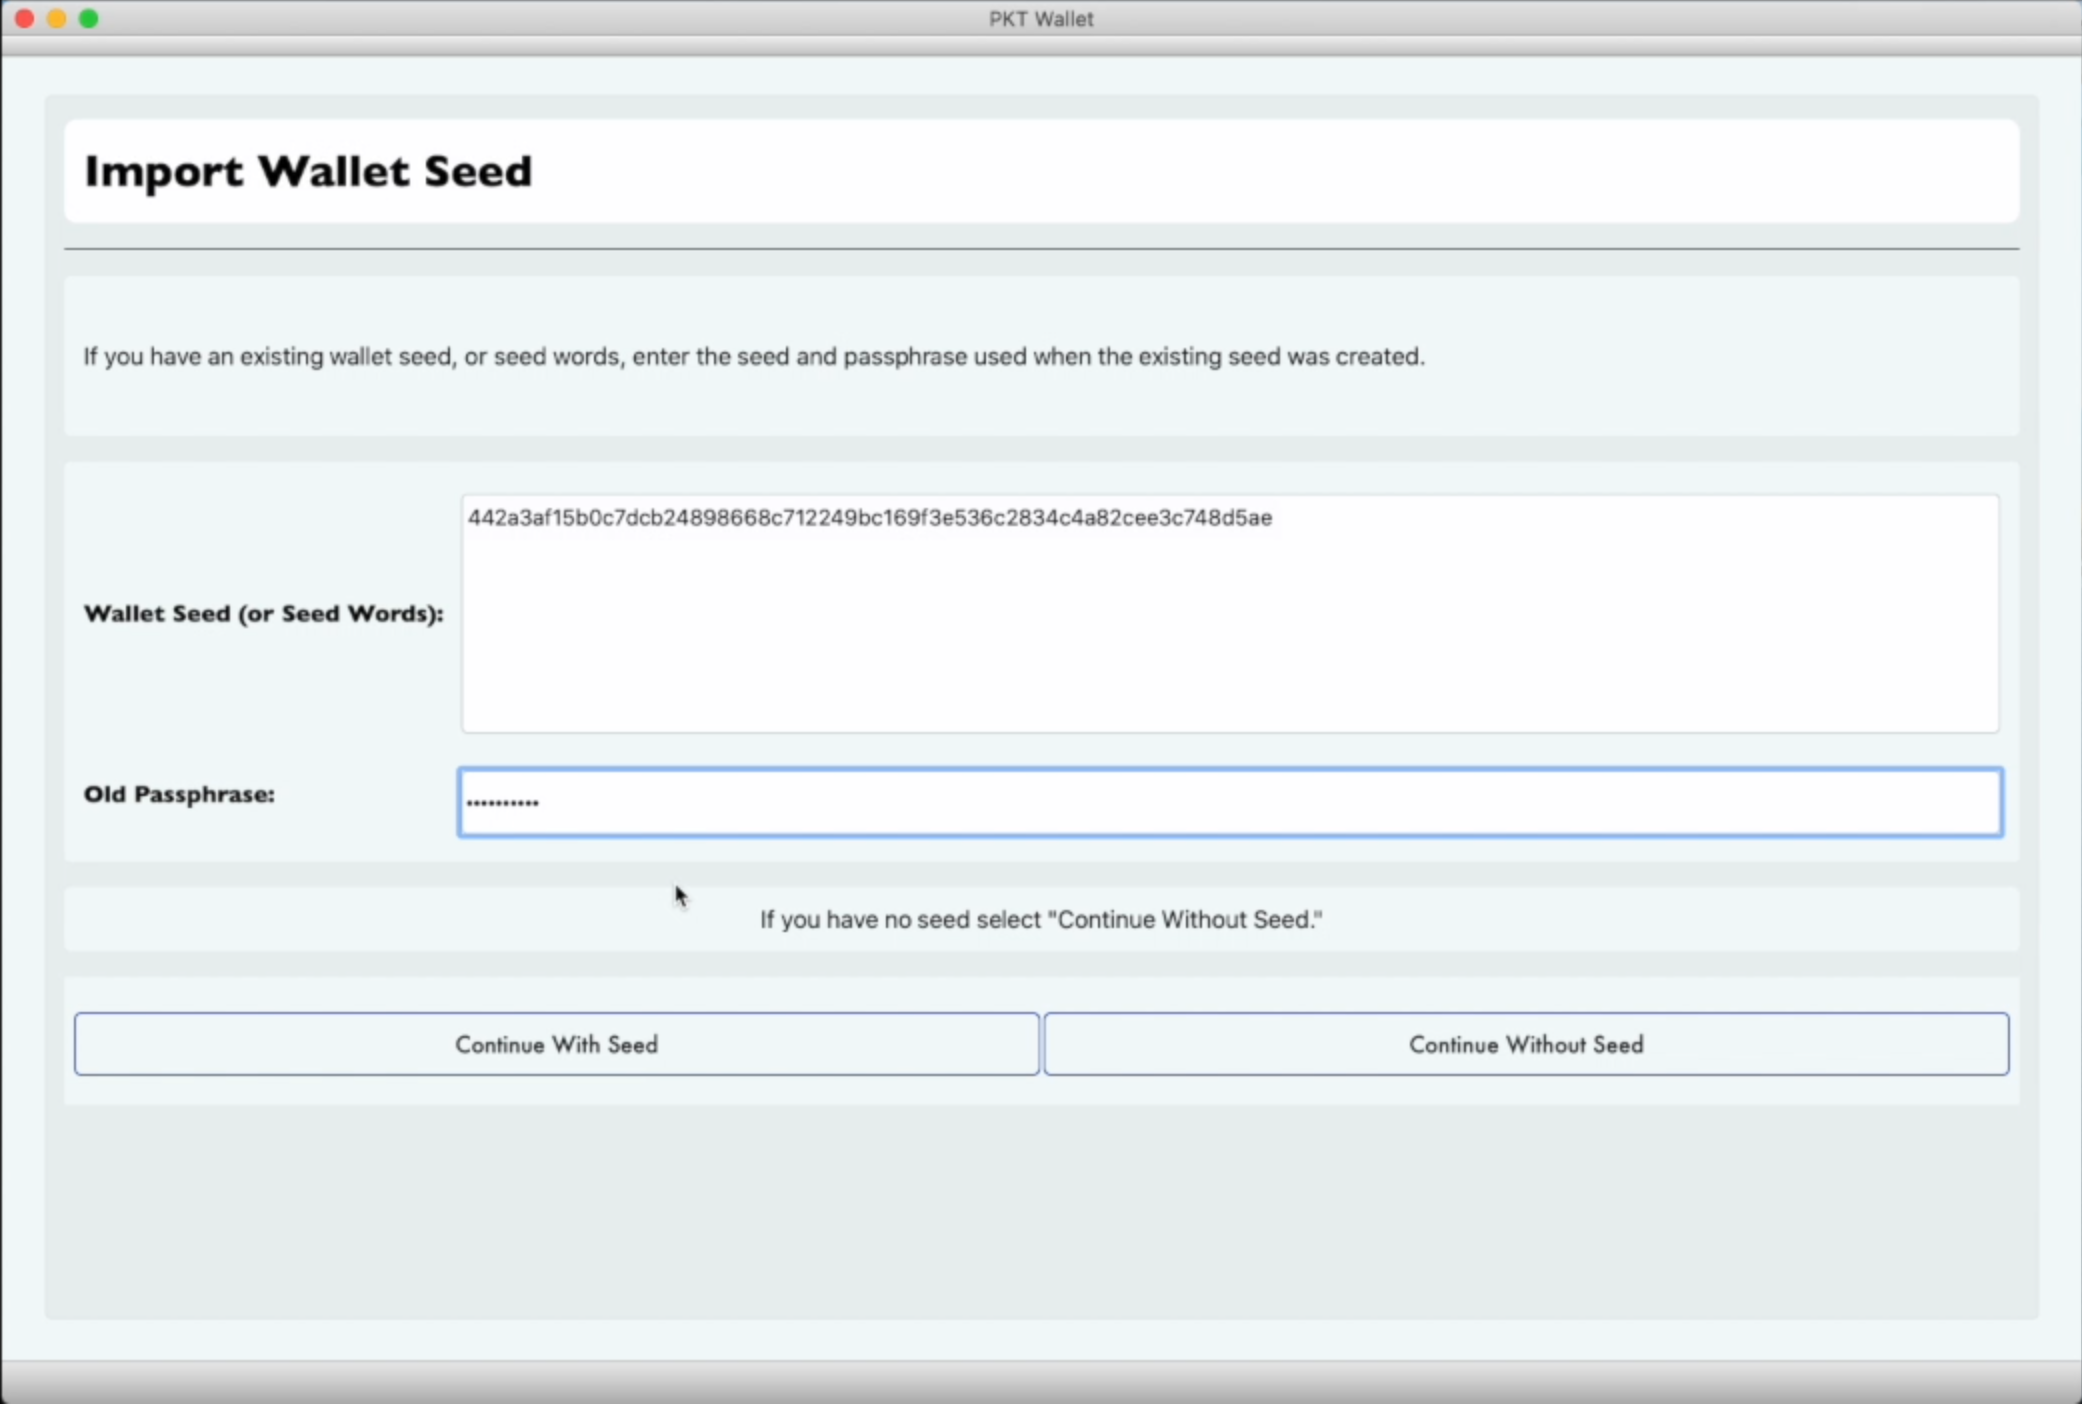 PKT Wallet
Import Wallet Seed
If you have an existing wallet seed, or seed words, enter the seed and passphrase used when the existing seed was created.
Wallet Seed (or Seed Words):
442a3af15b0c7dcb24898668c712249bc169f3e536c2834c4a82cee3c748d5ae
Old Passphrase:
••••••••••
If you have no seed select "Continue Without Seed."
Continue With Seed
Continue Without Seed